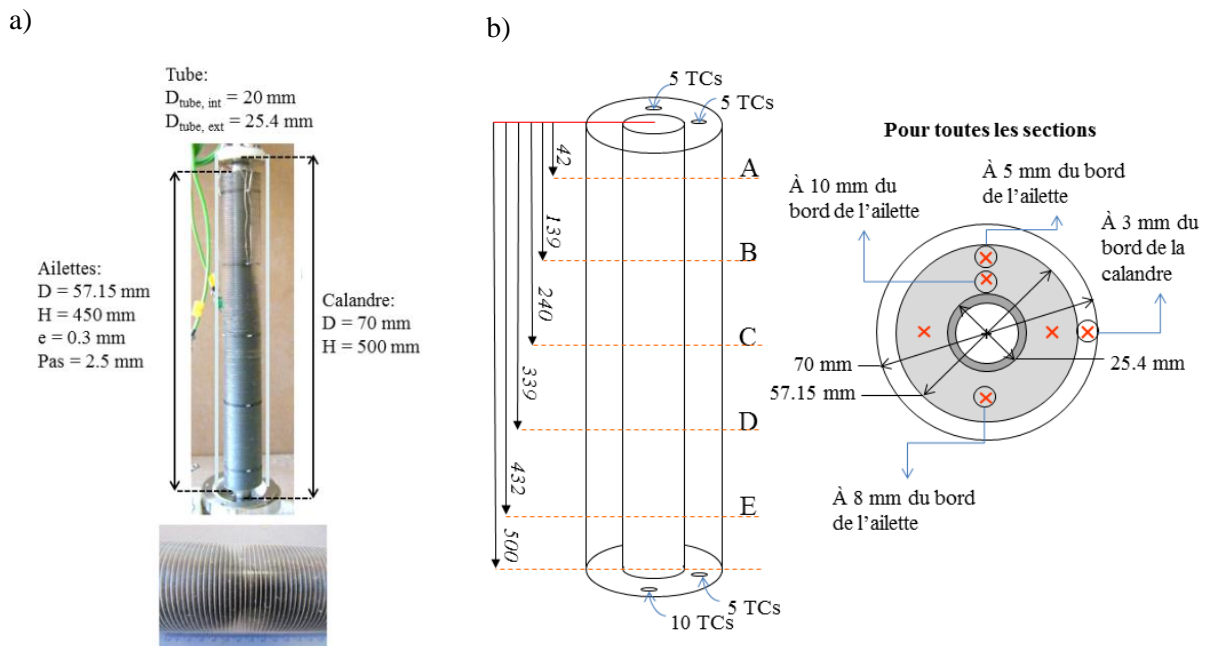 a)
Tube:
D tube, int = 20 mm
D tube, ext = 25.4 mm
Ailettes:
D = 57.15 mm
H = 450 mm
e = 0.3 mm
Pas = 2.5 mm
Calandre:
D = 70 mm
H = 500 mm
b)
5 TCs
5 TCs
42
139
240
339
432
500
A
B
C
D
E
10 TCs
5 TCs
Pour toutes les sections
À 10 mm du
bord de l'ailette
À 5 mm du bord
de l'ailette
À 3 mm du
bord de la
calandre
70 mm
57.15 mm
25.4 mm
À 8 mm du bord
de l'ailette